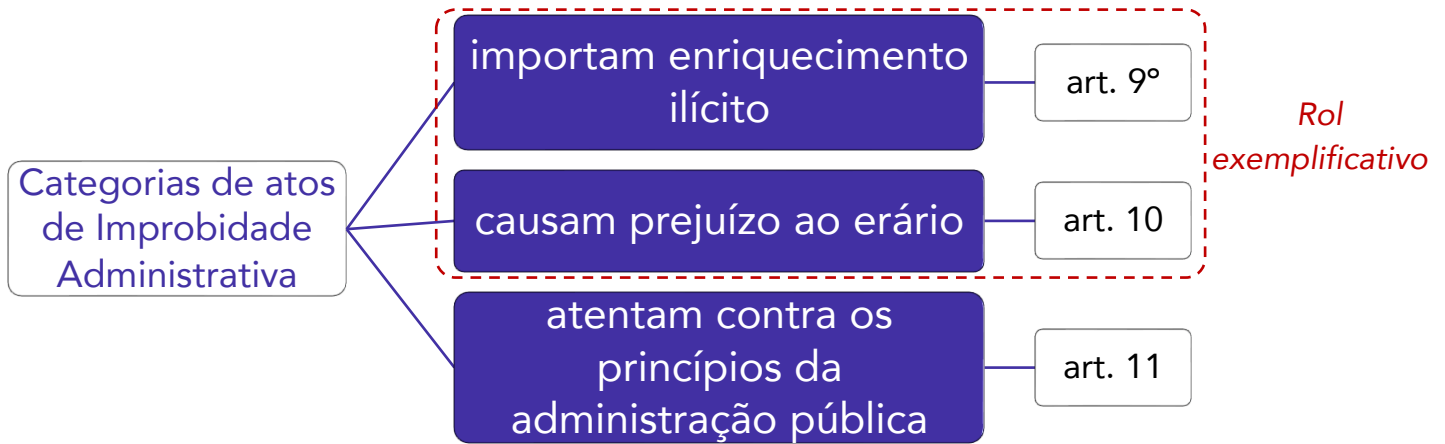 importam enriquecimento
ilícito
art. 9º
Rol
exemplificativo
Categorias de atos
de Improbidade
Administrativa
causam prejuízo ao erário
art. 10
atentam contra os
princípios da
administração pública
art. 11